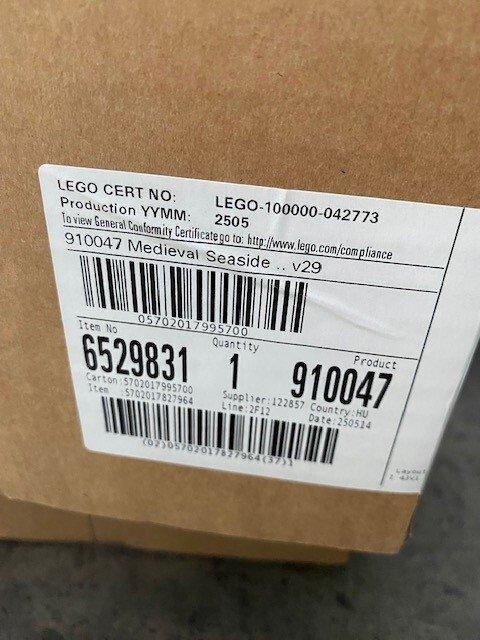 LEGO CERT NO: LEGO-100000-042773
Production YYMM: 2505
To view General Conformity Certificate go to: http://www.lego.com/compliance
910047 Medieval Seaside .. v29
05702017995700
Item No Quantity Product
6529831 1 910047
Carton:5702017995700 Supplier:122857 Country:HU
Item :5702017827964 Line:2F12 Date:250514
(02)05702017827964(37)1
Layout